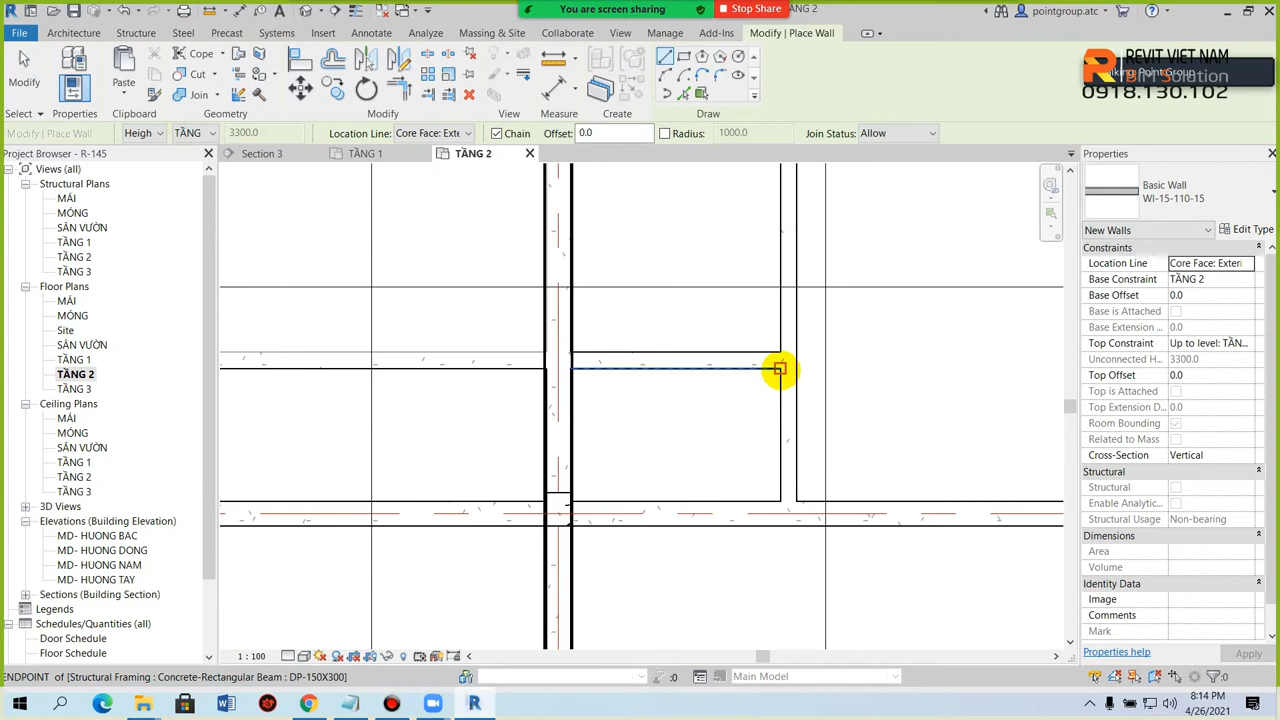 You are screen sharing
Stop Share
TẦNG 2
pointgroup.atc
File
Architecture
Structure
Steel
Precast
Systems
Insert
Annotate
Analyze
Massing & Site
Collaborate
View
Manage
Add-Ins
Modify | Place Wall
REVIT VIET NAM
BIM Solution
0918.130.102
Modify
Paste
Cope
Cut
Join
Select
Properties
Clipboard
Geometry
Modify
View
Measure
Create
Draw
Modify | Place Wall
Heigh
TẦNG
3300.0
Location Line:
Core Face: Exte
Chain
Offset:
0.0
Radius:
1000.0
Join Status:
Allow
Project Browser - R-145
Section 3
TẦNG 1
TẦNG 2
Properties
Views (all)
Structural Plans
MÁI
MÓNG
SÂN VƯỜN
TẦNG 1
TẦNG 2
TẦNG 3
Floor Plans
MÁI
MÓNG
Site
SÂN VƯỜN
TẦNG 1
TẦNG 2
TẦNG 3
Ceiling Plans
MÁI
MÓNG
SÂN VƯỜN
TẦNG 1
TẦNG 2
TẦNG 3
3D Views
Elevations (Building Elevation)
MD- HUONG BAC
MD- HUONG DONG
MD- HUONG NAM
MD- HUONG TAY
Sections (Building Section)
Legends
Schedules/Quantities (all)
Door Schedule
Floor Schedule
Basic Wall
WI-15-110-15
New Walls
Edit Type
Constraints
Location Line
Core Face: Exteri
Base Constraint
TẦNG 2
Base Offset
0.0
Base is Attached
Base Extension
0.0
Top Constraint
Up to level: TẦN...
Unconnected H...
3300.0
Top Offset
0.0
Top is Attached
Top Extension D...
0.0
Room Bounding
Related to Mass
Cross-Section
Vertical
Structural
Structural
Enable Analytic...
Structural Usage
Non-bearing
Dimensions
Area
Volume
Identity Data
Image
Comments
Mark
Properties help
Apply
1 : 100
ENDPOINT of [Structural Framing : Concrete-Rectangular Beam : DP-150X300]
:0
Main Model
:0
8:14 PM
4/26/2021